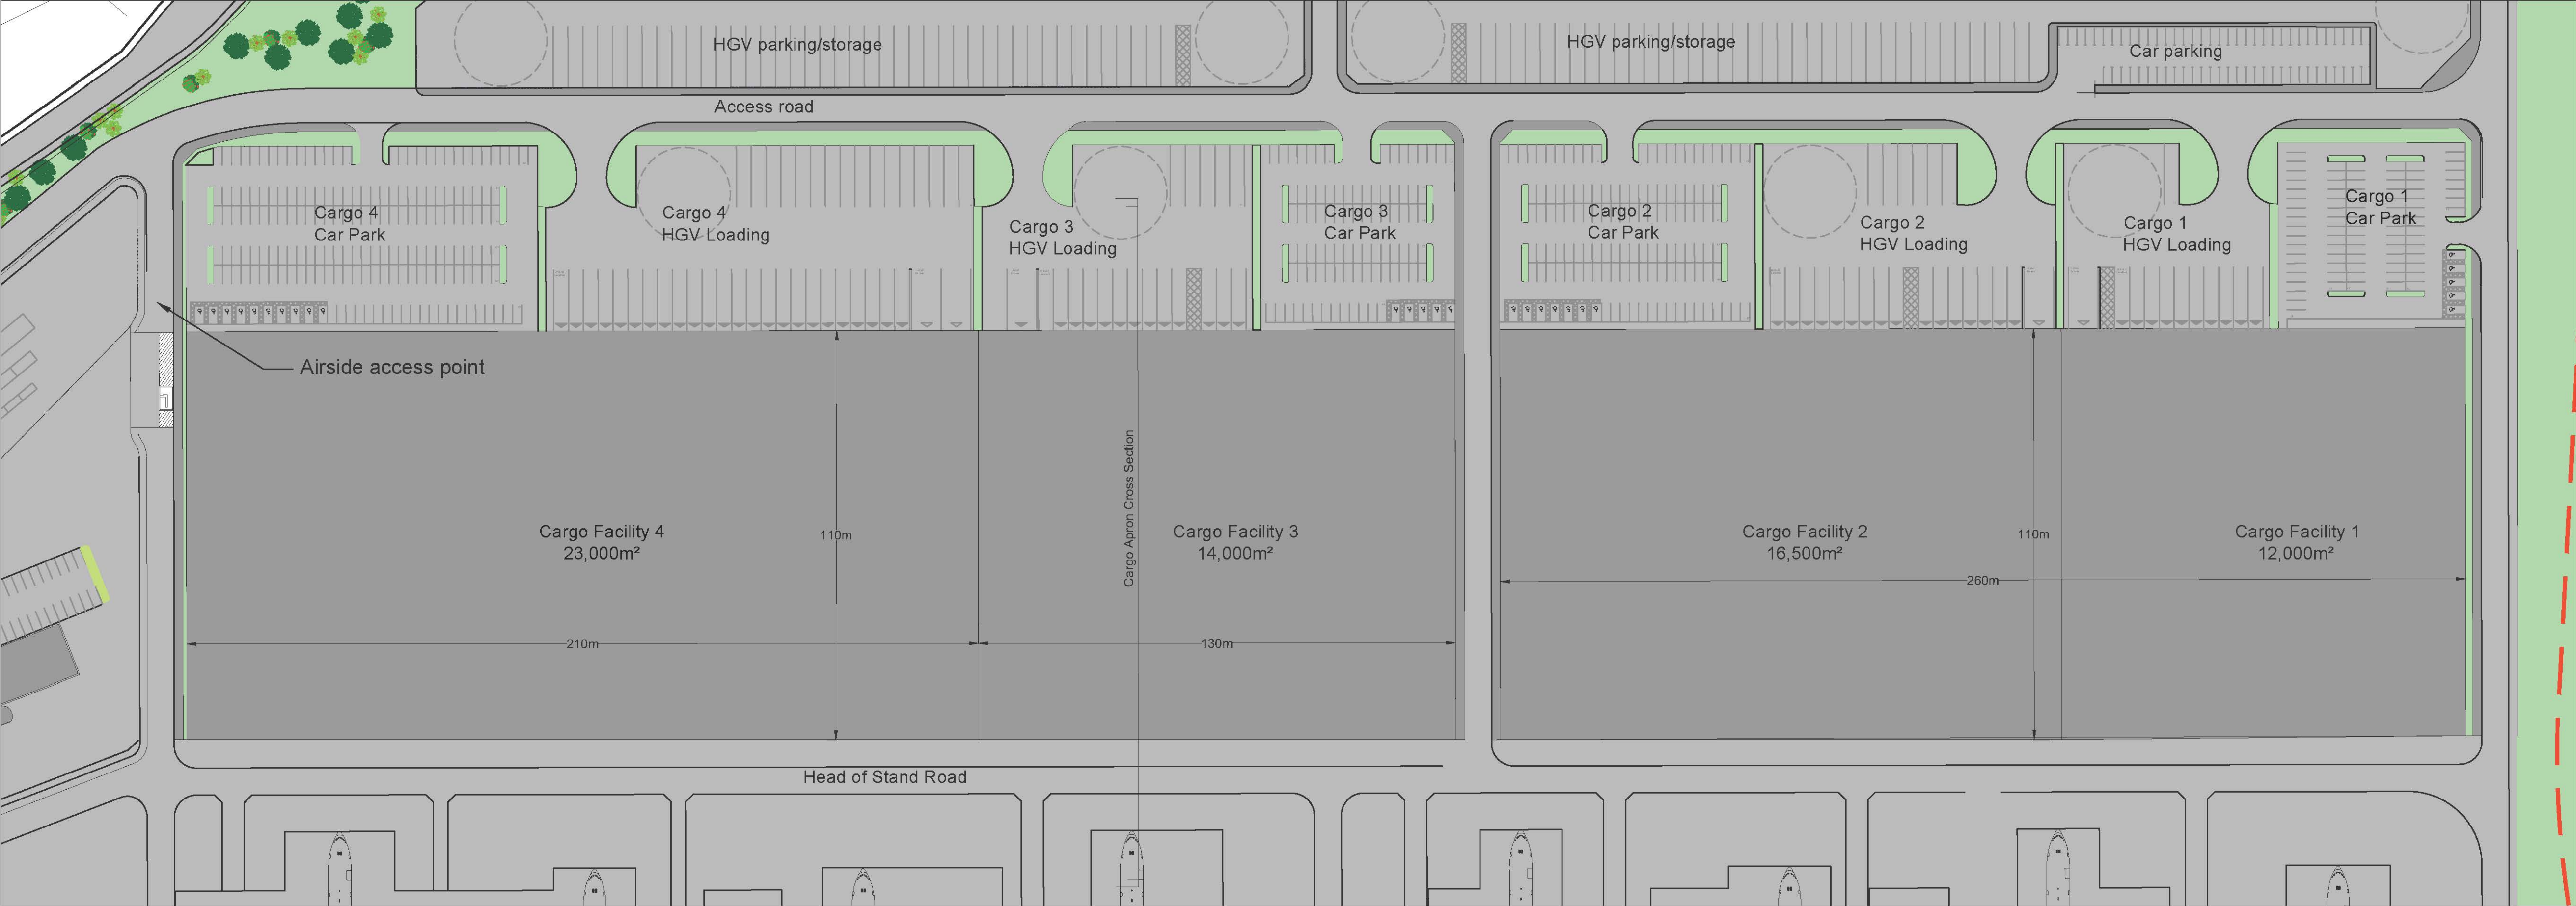 HGV parking/storage
HGV parking/storage
Car parking
Access road
Cargo 4
Car Park
Cargo 4
HGV Loading
Cargo 3
HGV Loading
Cargo 3
Car Park
Cargo 2
Car Park
Cargo 2
HGV Loading
Cargo 1
HGV Loading
Cargo 1
Car Park
Airside access point
Cargo Apron Cross Section
Cargo Facility 4
23,000m²
110m
Cargo Facility 3
14,000m²
Cargo Facility 2
16,500m²
110m
Cargo Facility 1
12,000m²
260m
210m
130m
Head of Stand Road